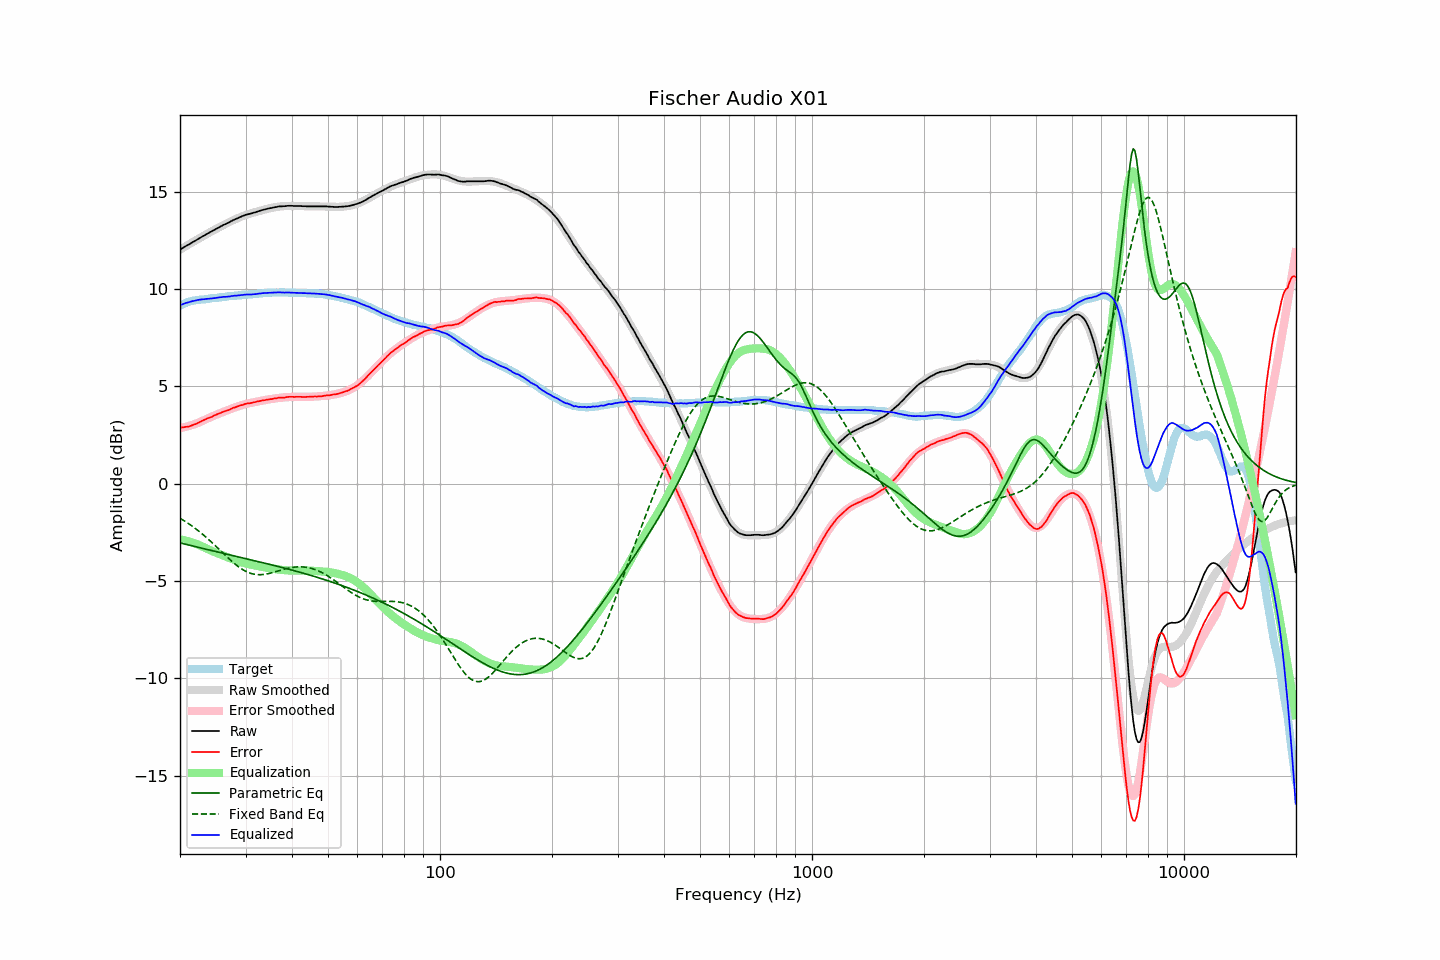 Fischer Audio X01
Amplitude (dBr)
15
10
5
0
−5
−10
−15
Target
Raw Smoothed
Error Smoothed
Raw
Error
Equalization
Parametric Eq
Fixed Band Eq
Equalized
100 1000 10000
Frequency (Hz)